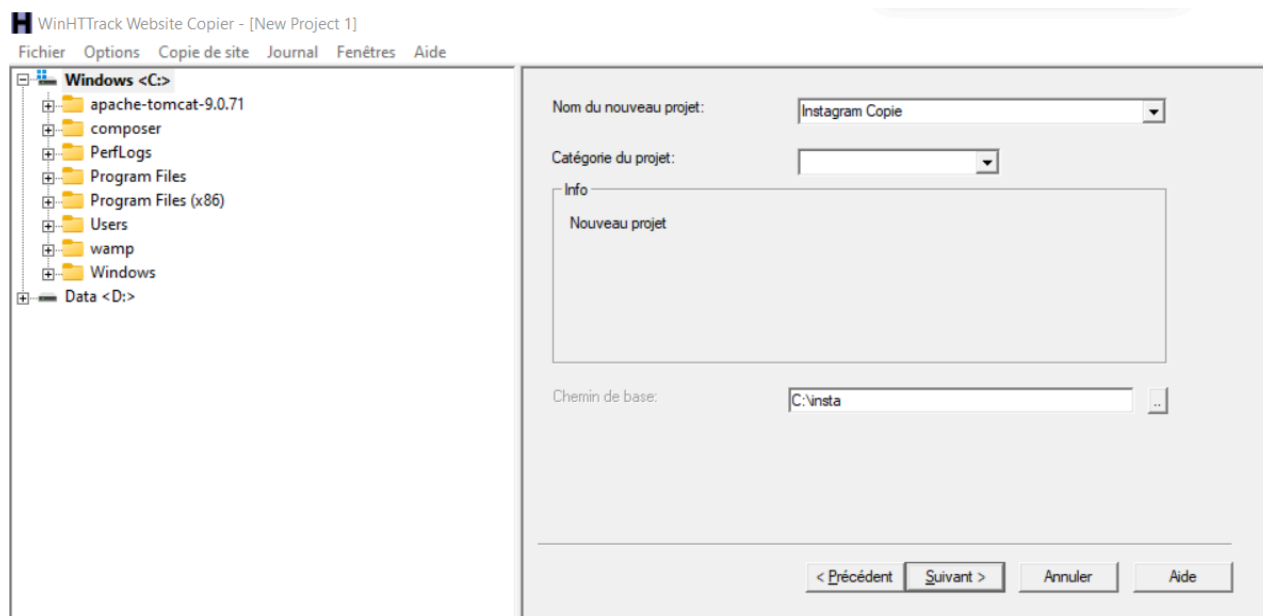 WinHTTrack Website Copier - [New Project 1]
Fichier Options Copie de site Journal Fenêtres Aide
Windows <C:>
apache-tomcat-9.0.71
composer
PerfLogs
Program Files
Program Files (x86)
Users
wamp
Windows
Data <D:>
Nom du nouveau projet: Instagram Copie
Catégorie du projet:
Info
Nouveau projet
Chemin de base: C:\insta ..
< Précédent Suivant > Annuler Aide